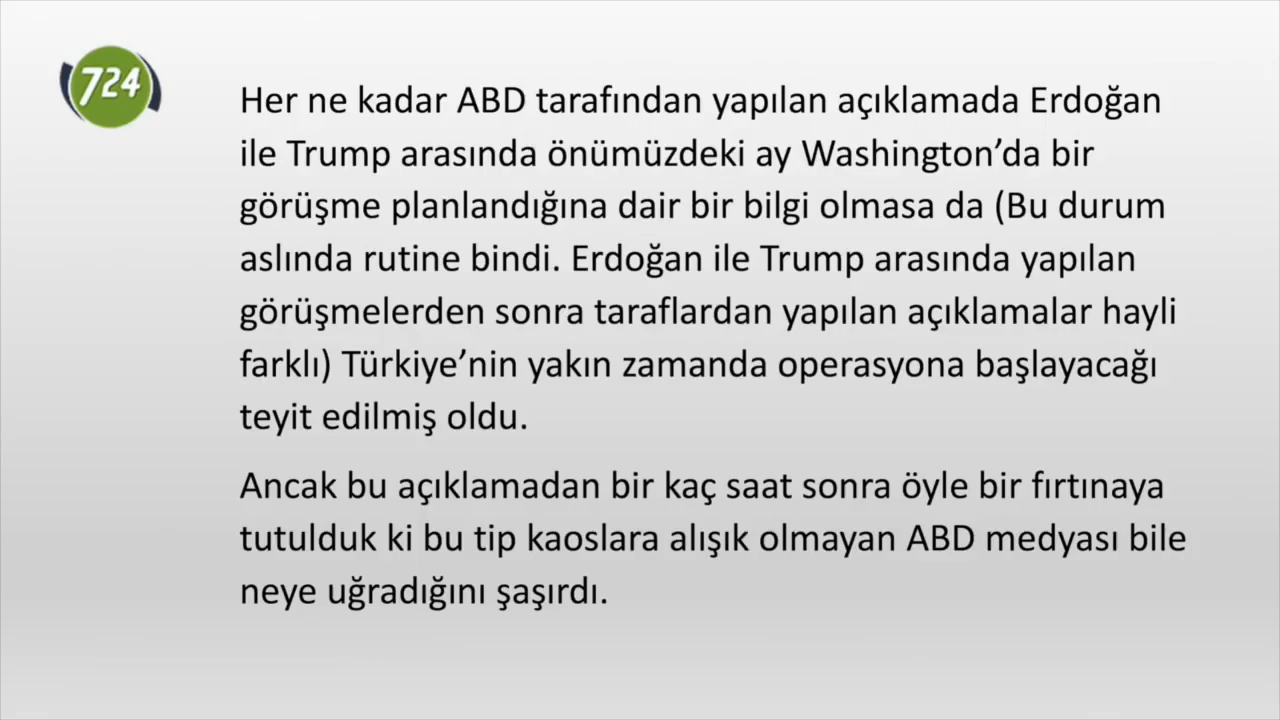 724
Her ne kadar ABD tarafından yapılan açıklamada Erdoğan
ile Trump arasında önümüzdeki ay Washington’da bir
görüşme planlandığına dair bir bilgi olmasa da (Bu durum
aslında rutine bindi. Erdoğan ile Trump arasında yapılan
görüşmelerden sonra taraflardan yapılan açıklamalar hayli
farklı) Türkiye’nin yakın zamanda operasyona başlayacağı
teyit edilmiş oldu.
Ancak bu açıklamadan bir kaç saat sonra öyle bir fırtınaya
tutulduk ki bu tip kaoslara alışık olmayan ABD medyası bile
neye uğradığını şaşırdı.